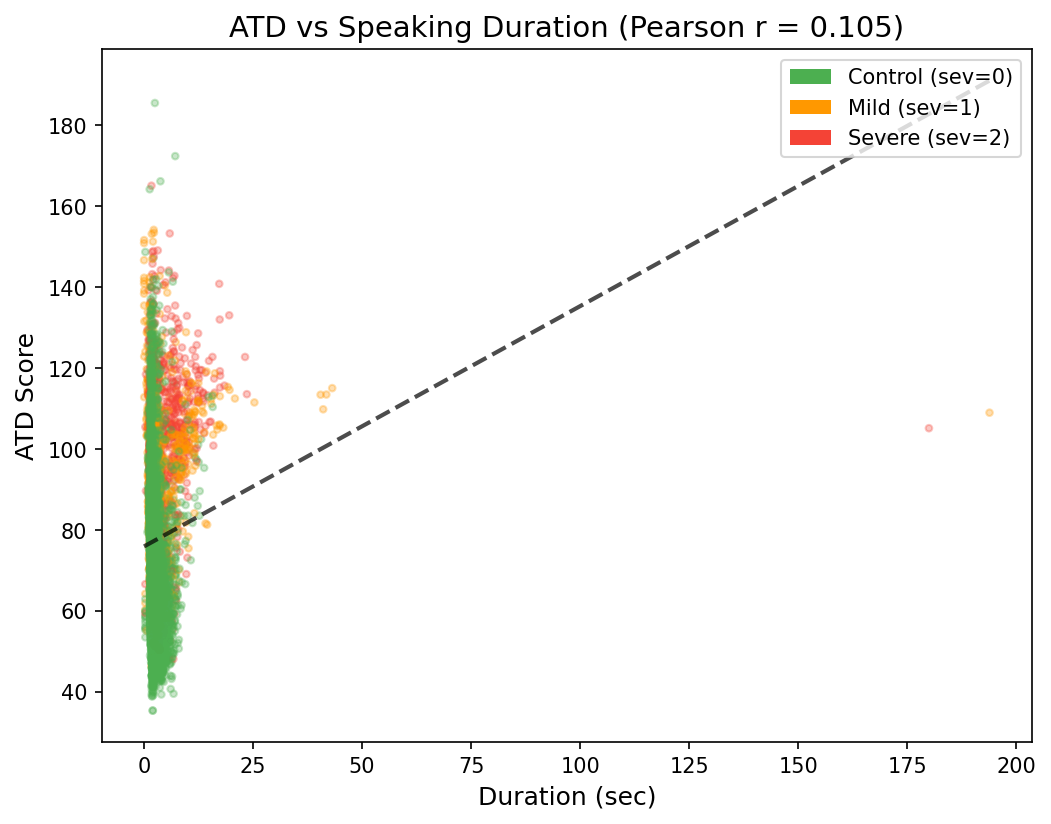 ATD vs Speaking Duration (Pearson r = 0.105)
Control (sev=0)
Mild (sev=1)
Severe (sev=2)
180
160
140
120
100
80
60
40
ATD Score
0 25 50 75 100 125 150 175 200
Duration (sec)